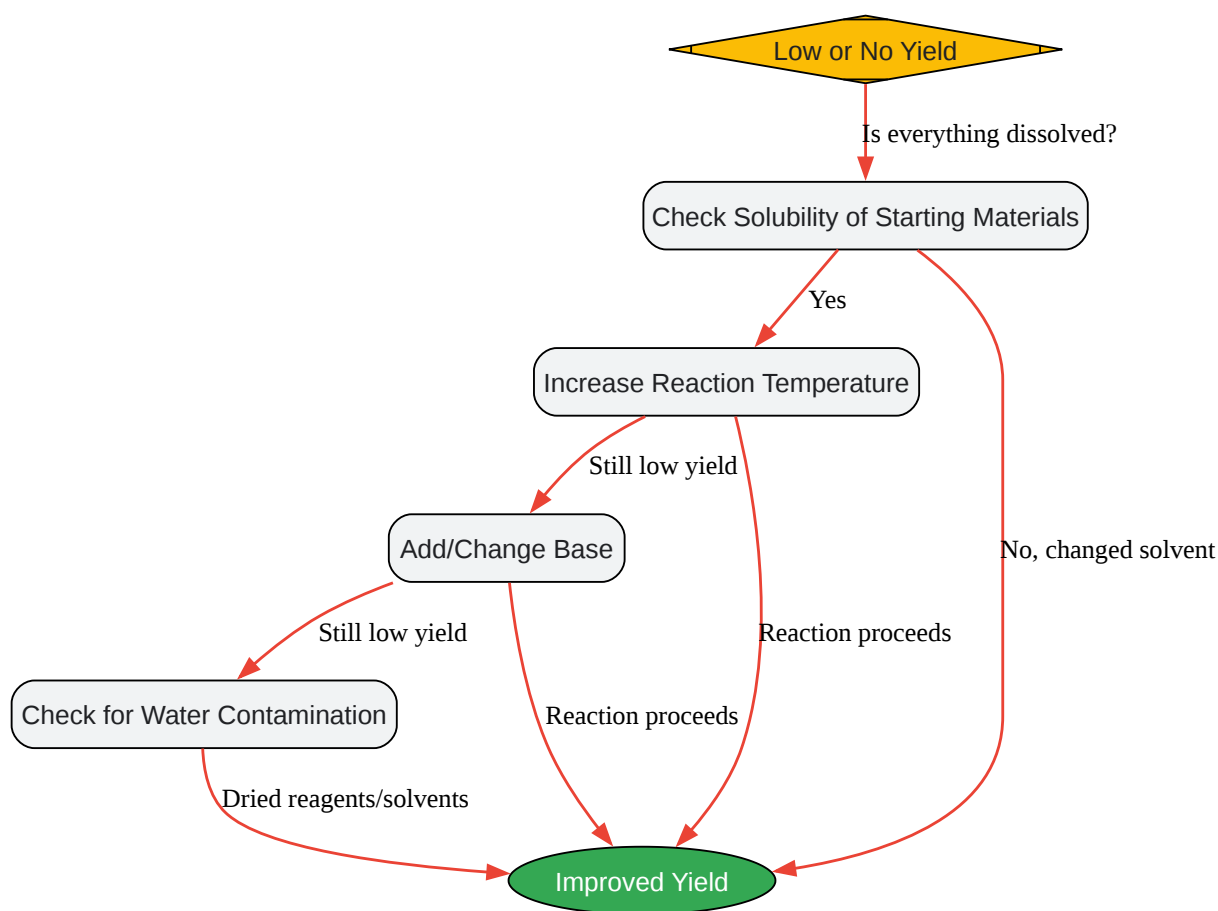 Low or No Yield
Is everything dissolved?
Check Solubility of Starting Materials
Yes
Increase Reaction Temperature
Still low yield
Add/Change Base
No, changed solvent
Still low yield
Reaction proceeds
Check for Water Contamination
Reaction proceeds
Dried reagents/solvents
Improved Yield